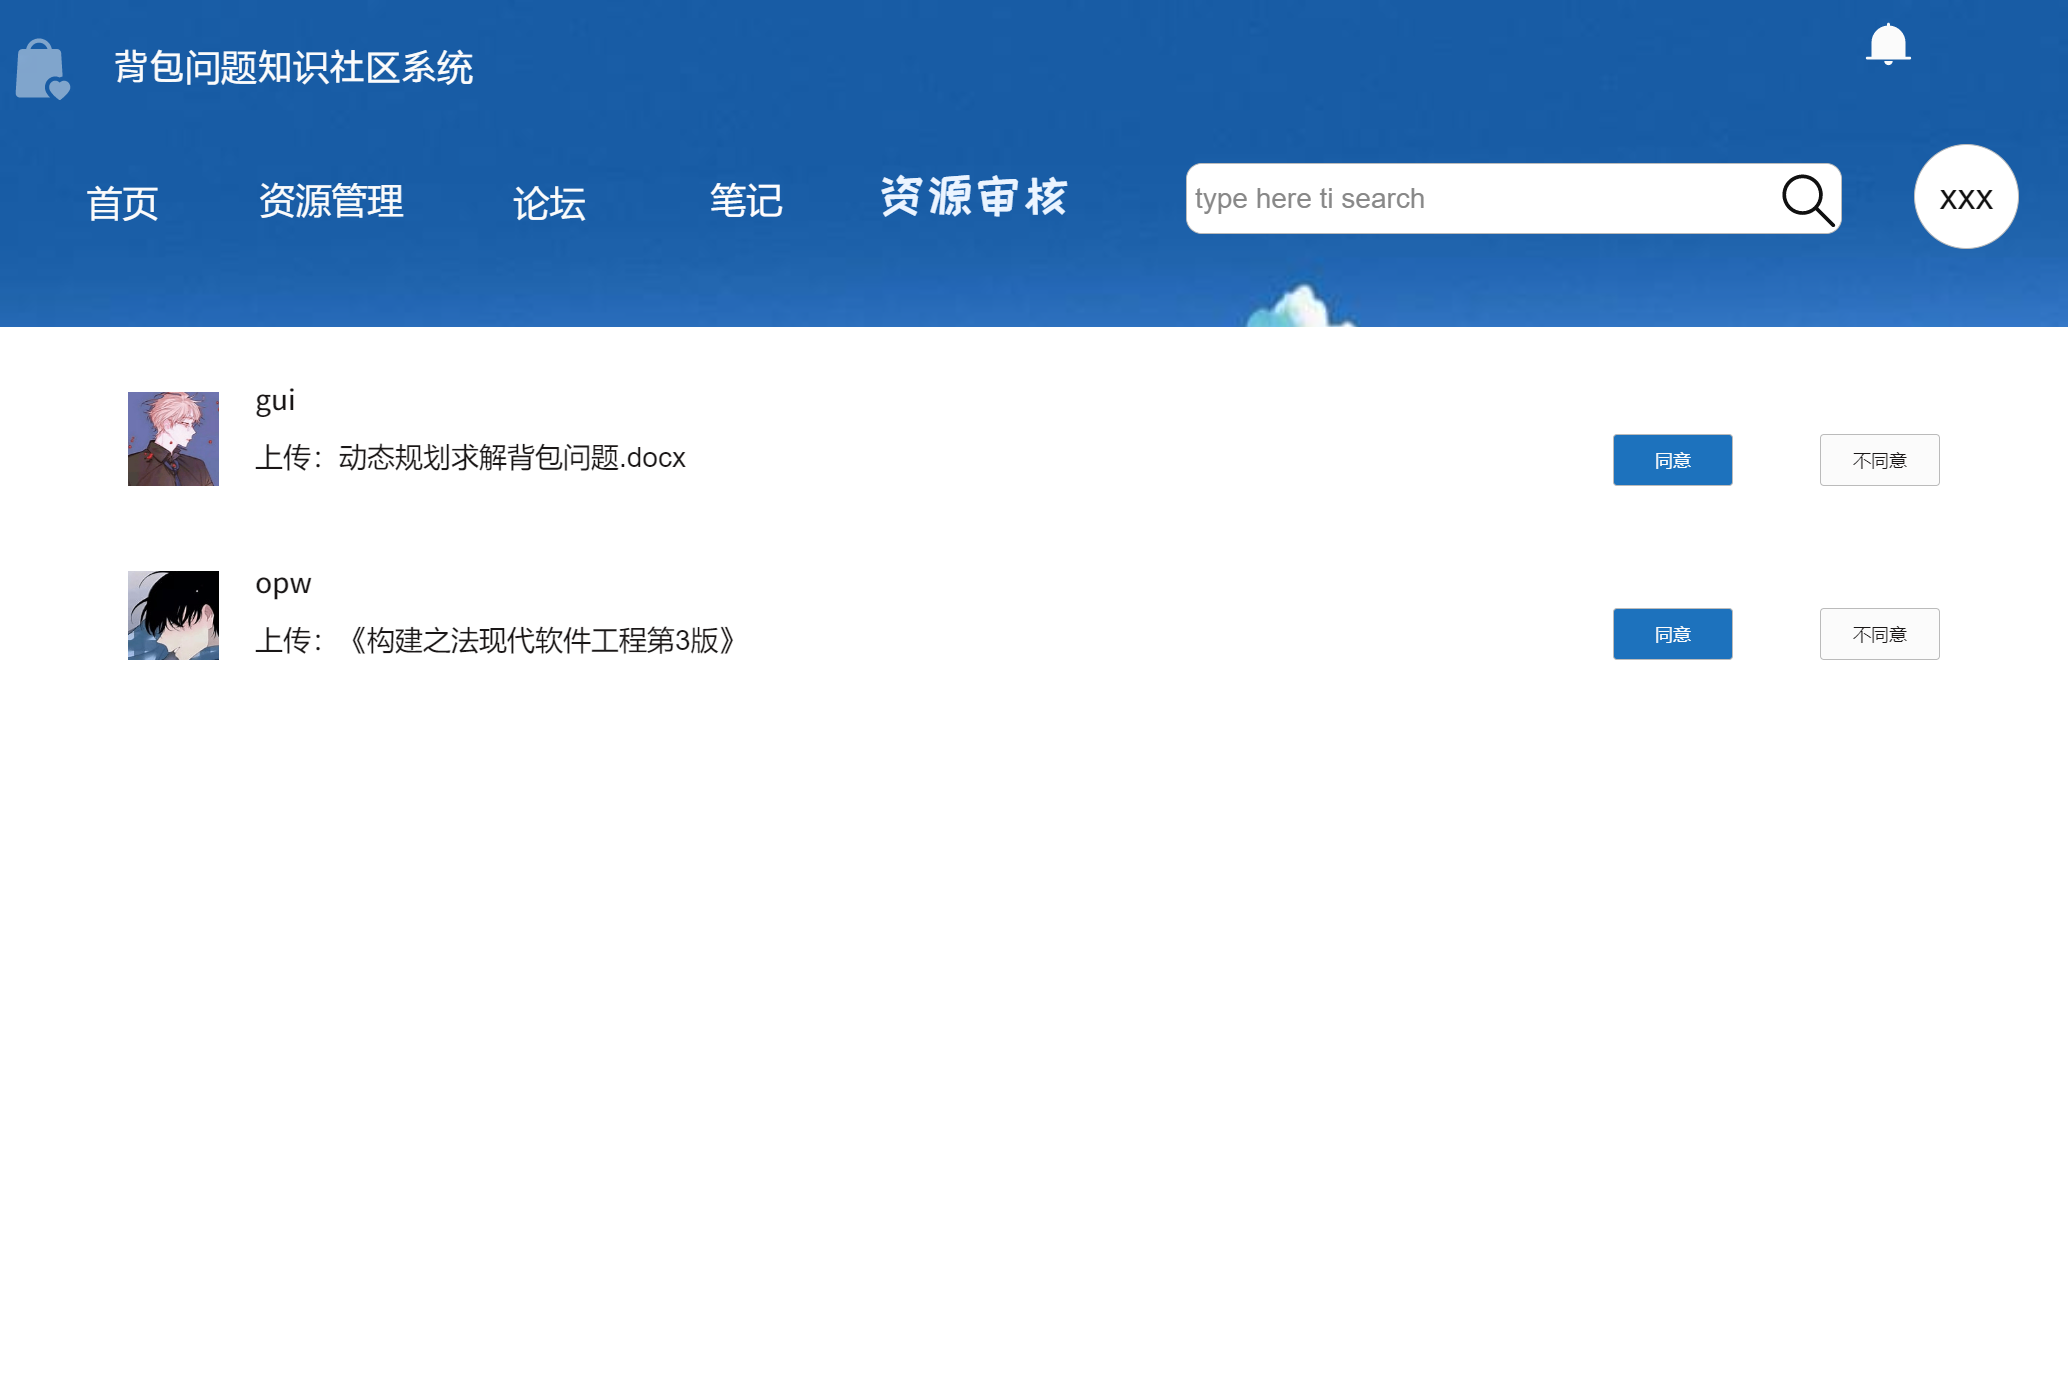 背包问题知识社区系统
首页 资源管理 论坛 笔记 资源审核 type here ti search xxx
gui
上传：动态规划求解背包问题.docx
同意 不同意
opw
上传：《构建之法现代软件工程第3版》
同意 不同意